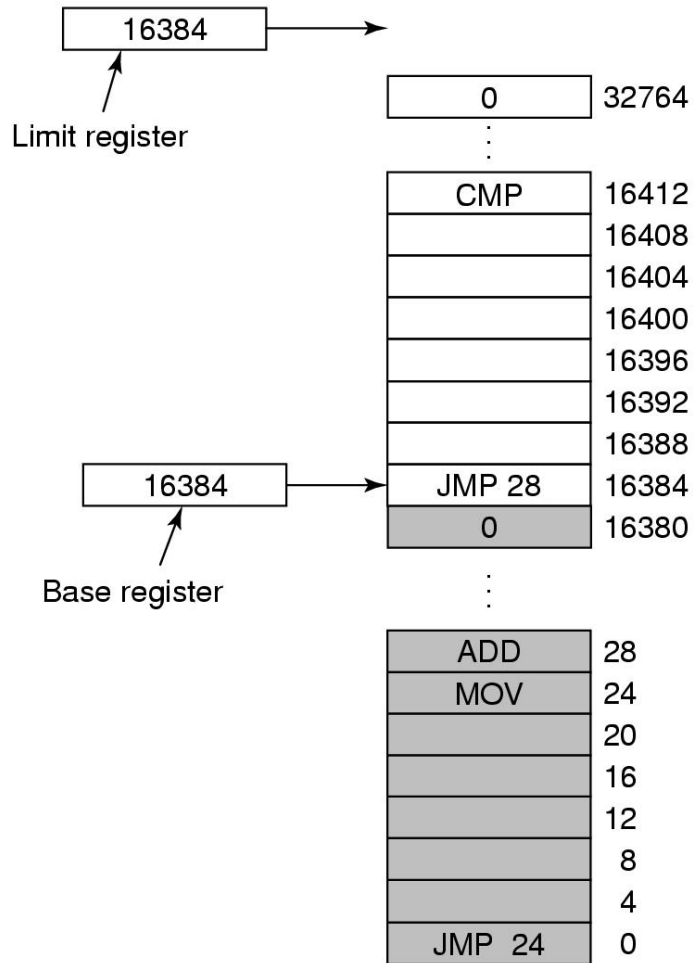 16384
Limit register
0 32764
CMP 16412
16408
16404
16400
16396
16392
16388
16384 JMP 28 16384
0 16380
Base register
ADD 28
MOV 24
20
16
12
8
4
JMP 24 0